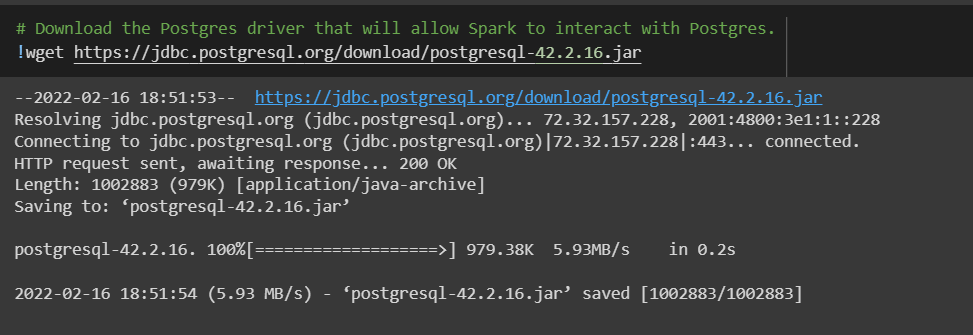 # Download the Postgres driver that will allow Spark to interact with Postgres.
!wget https://jdbc.postgresql.org/download/postgresql-42.2.16.jar
--2022-02-16 18:51:53--  https://jdbc.postgresql.org/download/postgresql-42.2.16.jar
Resolving jdbc.postgresql.org (jdbc.postgresql.org)... 72.32.157.228, 2001:4800:3e1:1::228
Connecting to jdbc.postgresql.org (jdbc.postgresql.org)|72.32.157.228|:443... connected.
HTTP request sent, awaiting response... 200 OK
Length: 1002883 (979K) [application/java-archive]
Saving to: ‘postgresql-42.2.16.jar’
postgresql-42.2.16. 100%[===================>] 979.38K  5.93MB/s    in 0.2s
2022-02-16 18:51:54 (5.93 MB/s) - ‘postgresql-42.2.16.jar’ saved [1002883/1002883]